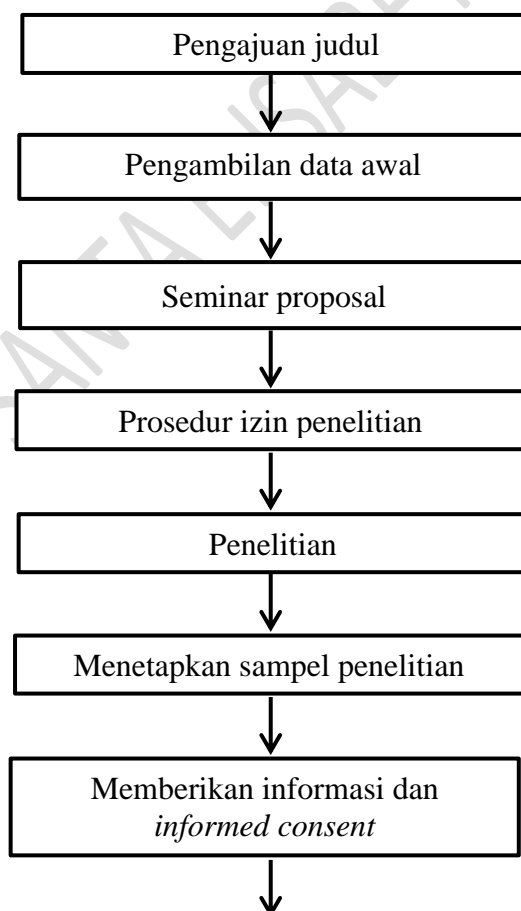 Pengajuan judul
Pengambilan data awal
Seminar proposal
Prosedur izin penelitian
Penelitian
Menetapkan sampel penelitian
Memberikan informasi dan
informed consent